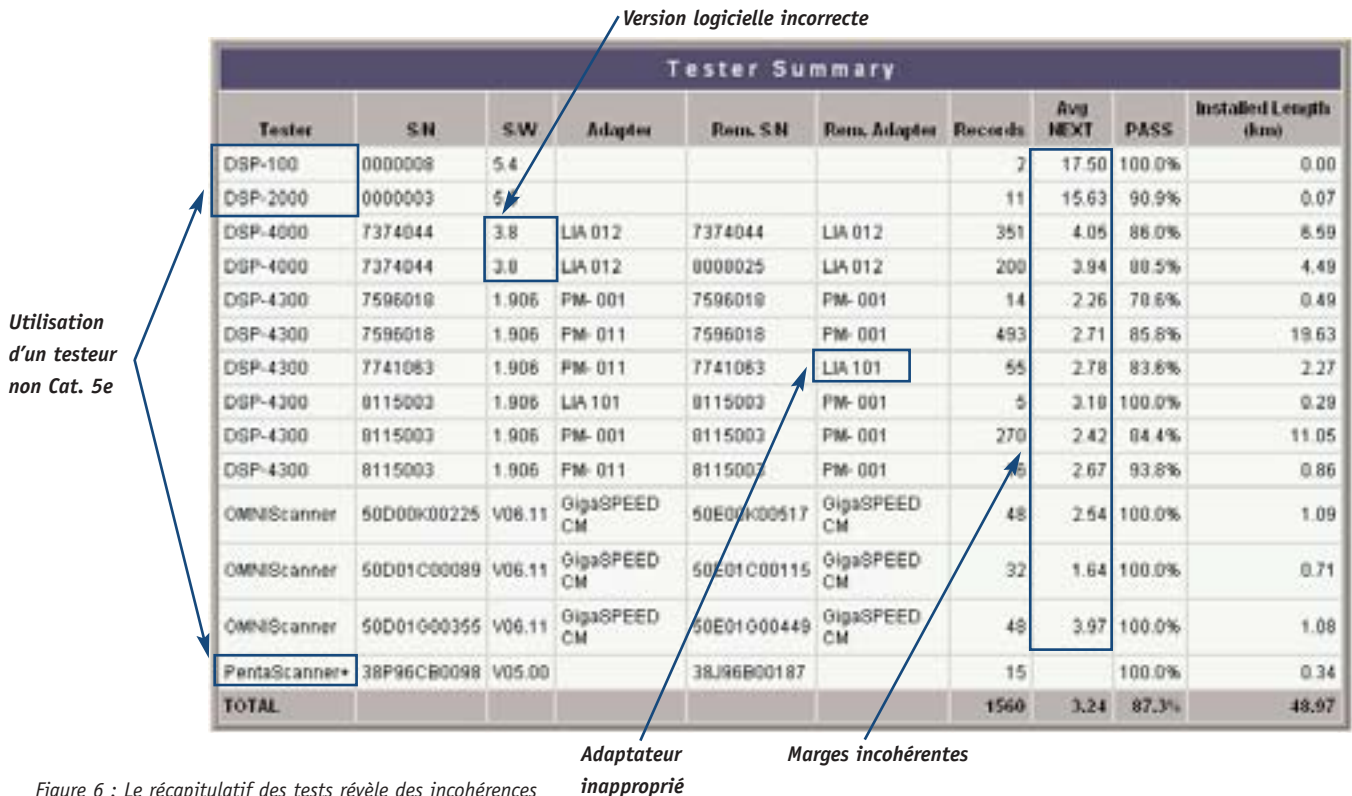 Version logicielle incorrecte
Tester Summary
Tester S/N S/W Adapter Rem. S/N Rem. Adapter Records Avg NEXT PASS Installed Length (km)
DSP-100 0000008 5.4 2 17.50 100.0% 0.00
DSP-2000 0000003 11 15.63 90.9% 0.07
DSP-4000 7374044 3.8 LIA 012 7374044 LIA 012 351 4.05 86.0% 6.59
DSP-4000 7374044 3.8 LIA 012 0008025 LIA 012 200 3.94 88.5% 4.49
DSP-4300 7596018 1.906 PM- 001 7596018 PM- 001 14 2.26 78.6% 0.49
DSP-4300 7596018 1.906 PM- 011 7596018 PM- 001 493 2.71 85.8% 19.63
DSP-4300 7741063 1.906 PM- 011 7741063 LIA 101 55 2.78 83.6% 2.27
DSP-4300 8115003 1.906 LIA 101 8115003 PM- 001 5 3.18 100.0% 0.29
DSP-4300 8115003 1.906 PM- 001 8115003 PM- 001 270 2.42 84.4% 11.05
DSP-4300 8115003 1.906 PM- 011 8115003 PM- 001 2.67 93.8% 0.86
OMNIScanner 50D00K00225 V06.11 GigaSPEED CM 50E00K00517 GigaSPEED CM 48 2.54 100.0% 1.09
OMNIScanner 50D01C00089 V06.11 GigaSPEED CM 50E01C00115 GigaSPEED CM 32 1.64 100.0% 0.71
OMNIScanner 50D01G00355 V06.11 GigaSPEED CM 50E01G00449 GigaSPEED CM 48 3.97 100.0% 1.08
PentaScanner+ 38P96CB0098 V05.00 38J96B00187 15 100.0% 0.34
TOTAL 1560 3.24 87.3% 48.97
Utilisation
d'un testeur
non Cat. 5e
Adaptateur
inapproprié
Marges incohérentes
Figure 6 : Le récapitulatif des tests révèle des incohérences